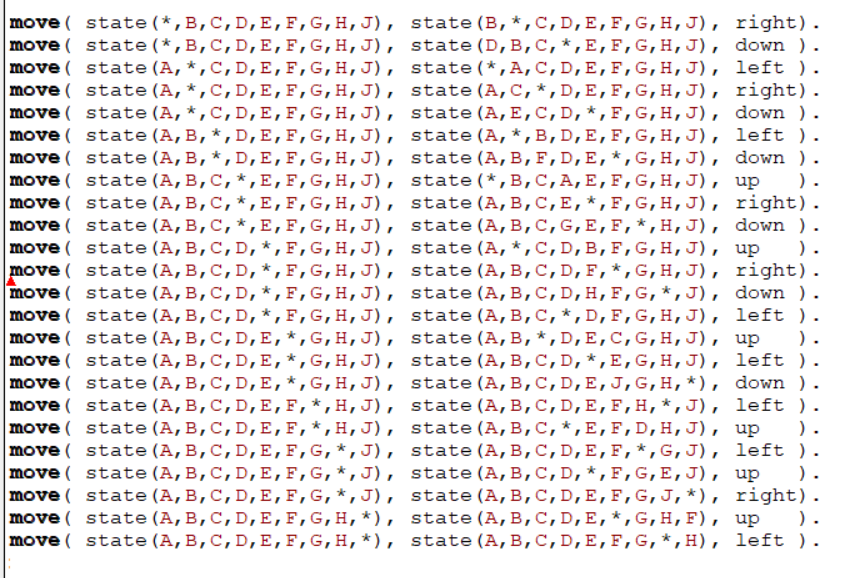 move( state(*,B,C,D,E,F,G,H,J), state(B,*,C,D,E,F,G,H,J), right).
move( state(*,B,C,D,E,F,G,H,J), state(D,B,C,*,E,F,G,H,J), down ).
move( state(A,*,C,D,E,F,G,H,J), state(*,A,C,D,E,F,G,H,J), left ).
move( state(A,*,C,D,E,F,G,H,J), state(A,C,*,D,E,F,G,H,J), right).
move( state(A,*,C,D,E,F,G,H,J), state(A,E,C,D,*,F,G,H,J), down ).
move( state(A,B,*,D,E,F,G,H,J), state(A,*,B,D,E,F,G,H,J), left ).
move( state(A,B,*,D,E,F,G,H,J), state(A,B,F,D,E,*,G,H,J), down ).
move( state(A,B,C,*,E,F,G,H,J), state(*,B,C,A,E,F,G,H,J), up   ).
move( state(A,B,C,*,E,F,G,H,J), state(A,B,C,E,*,F,G,H,J), right).
move( state(A,B,C,*,E,F,G,H,J), state(A,B,C,G,E,F,*,H,J), down ).
move( state(A,B,C,D,*,F,G,H,J), state(A,*,C,D,B,F,G,H,J), up   ).
move( state(A,B,C,D,*,F,G,H,J), state(A,B,C,D,F,*,G,H,J), right).
move( state(A,B,C,D,*,F,G,H,J), state(A,B,C,D,H,F,G,*,J), down ).
move( state(A,B,C,D,*,F,G,H,J), state(A,B,C,*,D,F,G,H,J), left ).
move( state(A,B,C,D,E,*,G,H,J), state(A,B,*,D,E,C,G,H,J), up   ).
move( state(A,B,C,D,E,*,G,H,J), state(A,B,C,D,*,E,G,H,J), left ).
move( state(A,B,C,D,E,*,G,H,J), state(A,B,C,D,E,J,G,H,*), down ).
move( state(A,B,C,D,E,F,*,H,J), state(A,B,C,D,E,F,H,*,J), left ).
move( state(A,B,C,D,E,F,*,H,J), state(A,B,C,*,E,F,D,H,J), up   ).
move( state(A,B,C,D,E,F,G,*,J), state(A,B,C,D,E,F,*,G,J), left ).
move( state(A,B,C,D,E,F,G,*,J), state(A,B,C,D,*,F,G,E,J), up   ).
move( state(A,B,C,D,E,F,G,*,J), state(A,B,C,D,E,F,G,J,*), right).
move( state(A,B,C,D,E,F,G,H,*), state(A,B,C,D,E,*,G,H,F), up   ).
move( state(A,B,C,D,E,F,G,H,*), state(A,B,C,D,E,F,G,*,H), left ).